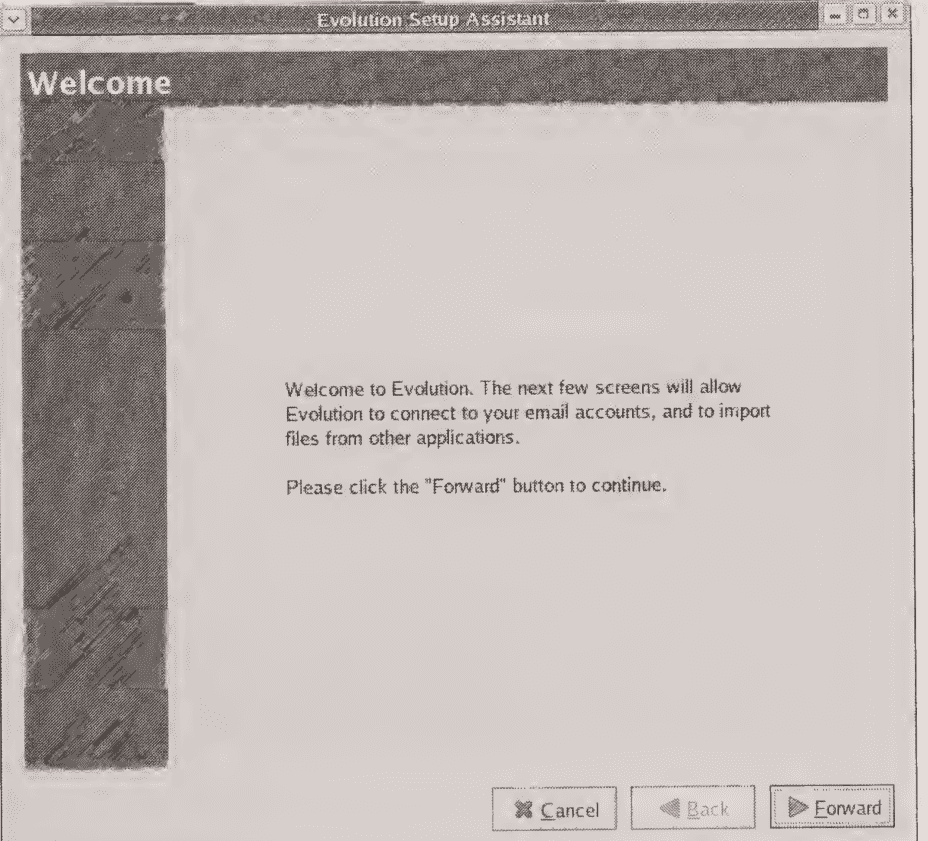 Evolution Setup Assistant
Welcome
Welcome to Evolution. The next few screens will allow
Evolution to connect to your email accounts, and to import
files from other applications.
Please click the "Forward" button to continue.
Cancel
Back
Forward